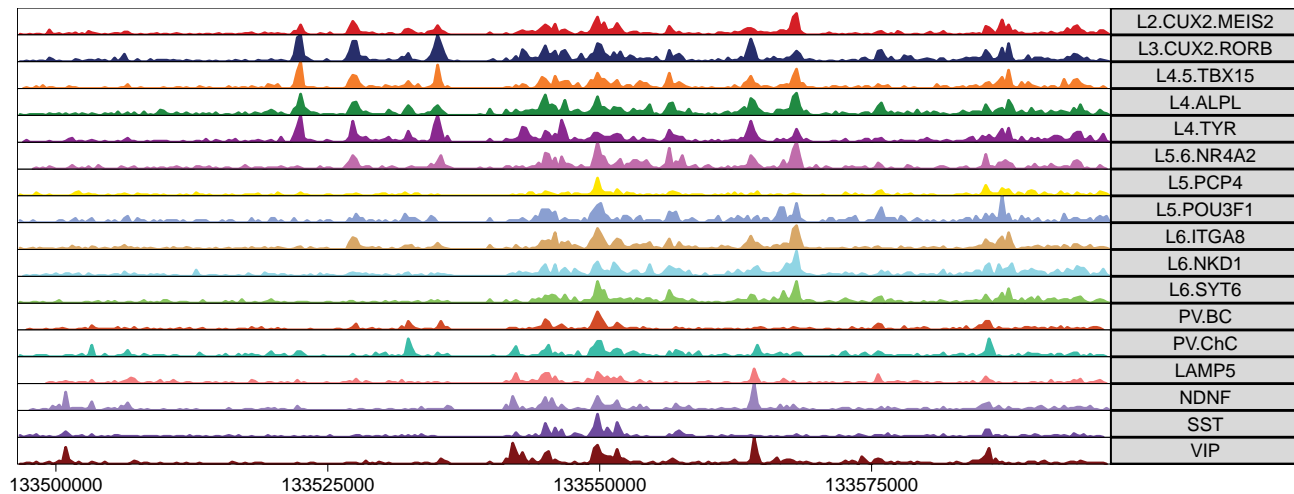 L2.CUX2.MEIS2
L3.CUX2.RORB
L4.5.TBX15
L4.ALPL
L4.TYR
L5.6.NR4A2
L5.PCP4
L5.POU3F1
L6.ITGA8
L6.NKD1
L6.SYT6
PV.BC
PV.ChC
LAMP5
NDNF
SST
VIP
133500000 133525000 133550000 133575000